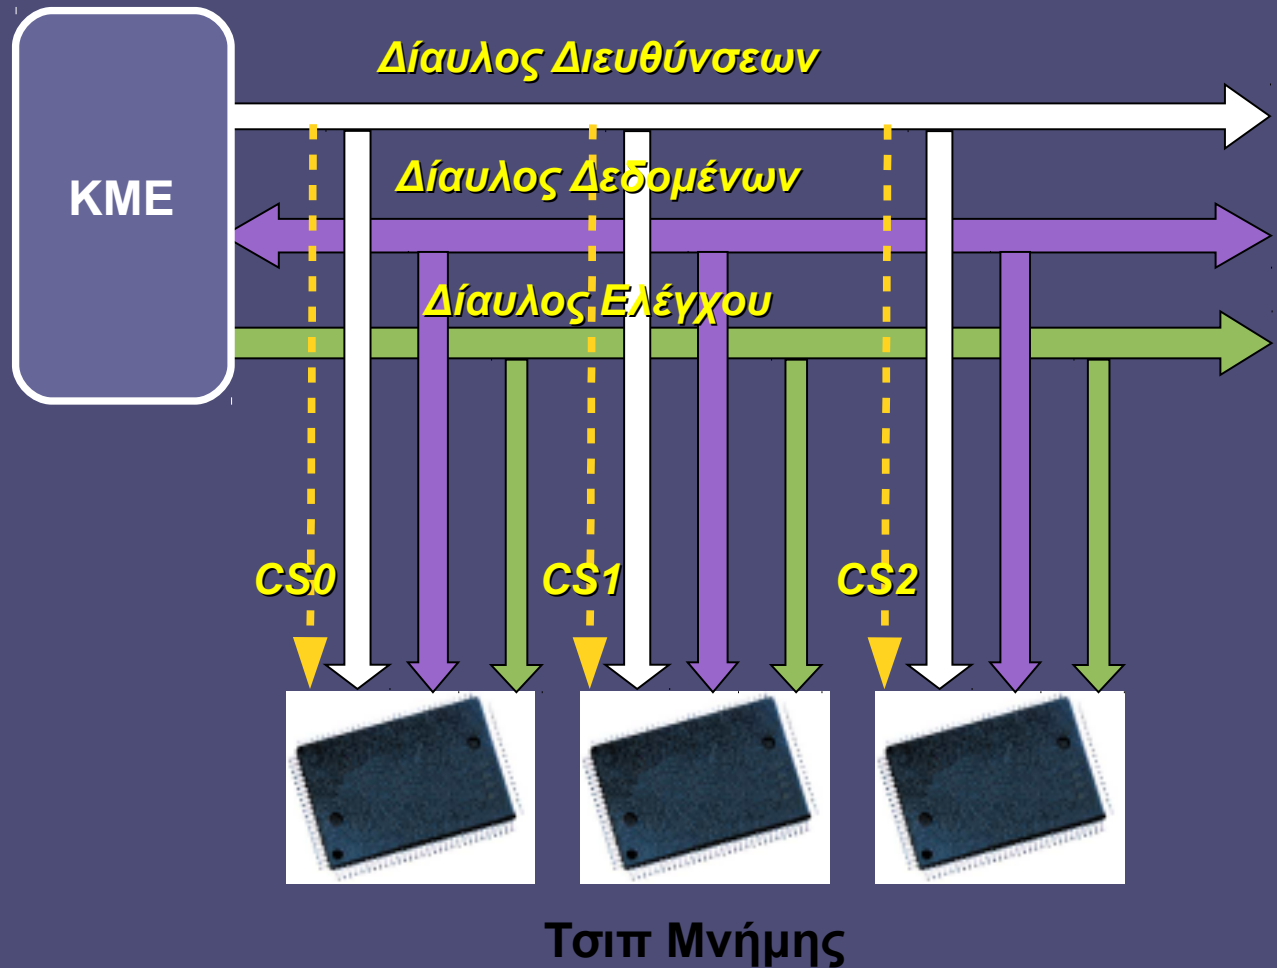 Δίαυλος Διευθύνσεων
Δίαυλος Δεδομένων
ΚΜΕ
Δίαυλος Ελέγχου
CS0
CS1
CS2
Τσιπ Μνήμης